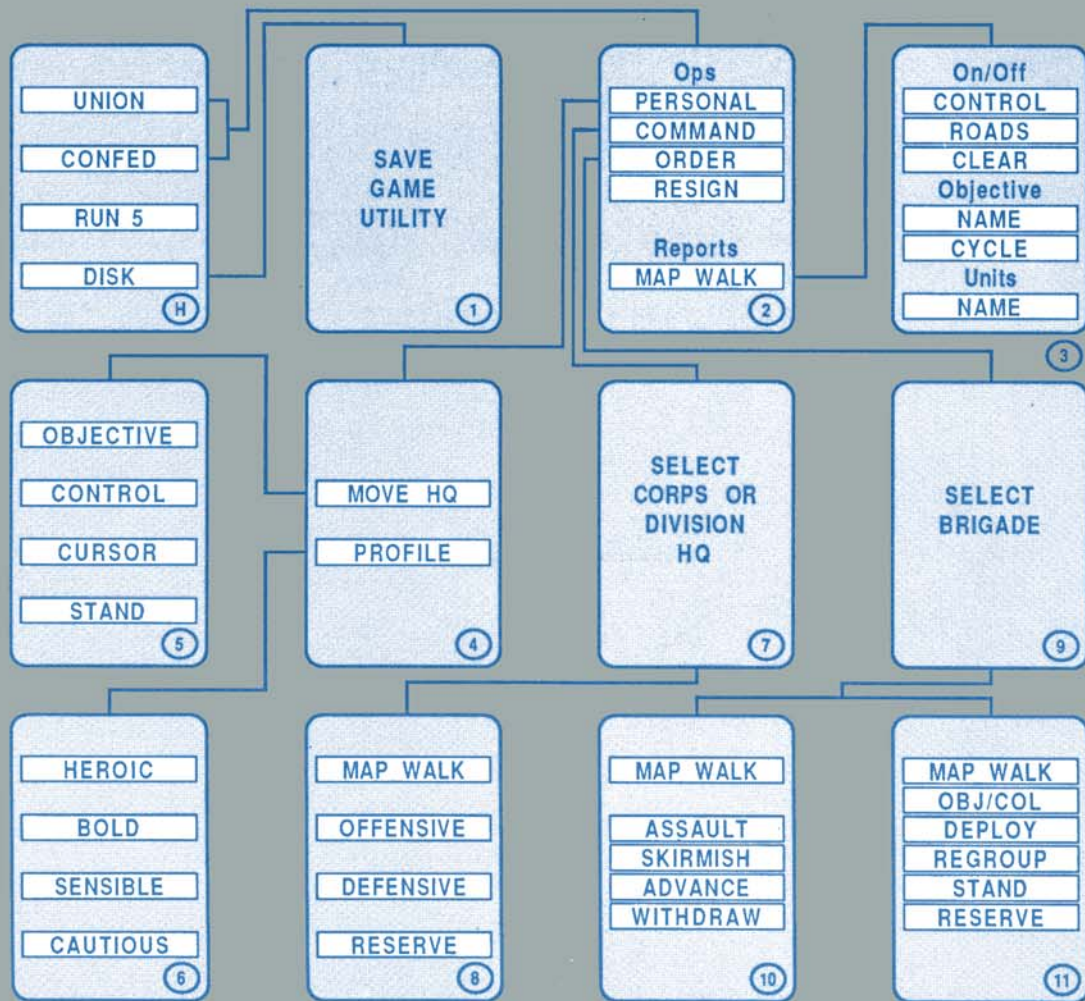 UNION
CONFED
RUN 5
DISK
H
SAVE
GAME
UTILITY
1
Ops
PERSONAL
COMMAND
ORDER
RESIGN
Reports
MAP WALK
2
On/Off
CONTROL
ROADS
CLEAR
Objective
NAME
CYCLE
Units
NAME
3
OBJECTIVE
CONTROL
CURSOR
STAND
5
MOVE HQ
PROFILE
4
SELECT
CORPS OR
DIVISION
HQ
7
SELECT
BRIGADE
9
HEROIC
BOLD
SENSIBLE
CAUTIOUS
6
MAP WALK
OFFENSIVE
DEFENSIVE
RESERVE
8
MAP WALK
ASSAULT
SKIRMISH
ADVANCE
WITHDRAW
10
MAP WALK
OBJ/COL
DEPLOY
REGROUP
STAND
RESERVE
11